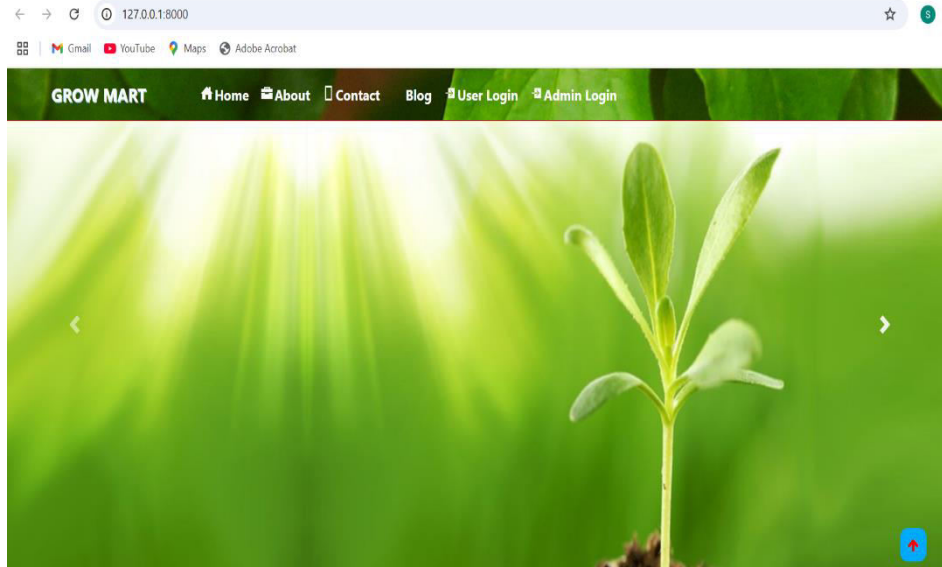 127.0.0.1:8000
S
Gmail YouTube Maps Adobe Acrobat
GROW MART Home About Contact Blog User Login Admin Login